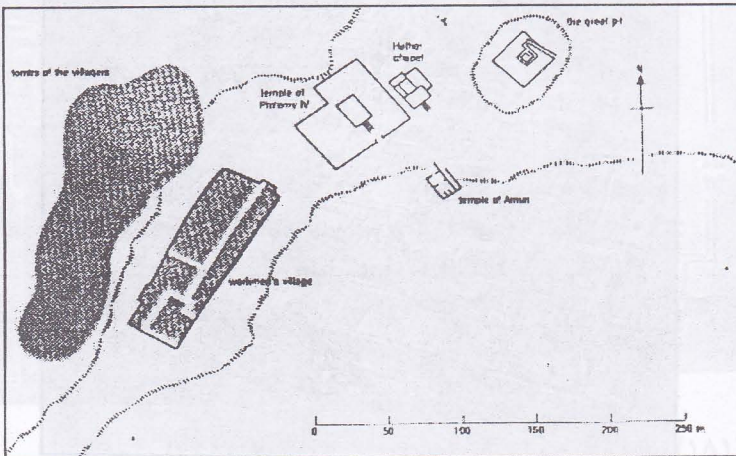 tombs of the villagers
temple of
Ptolemy IV
Hathor
chapel
the great pit
N
temple of Amun
workmen's village
0 50 100 150 200 250 m.